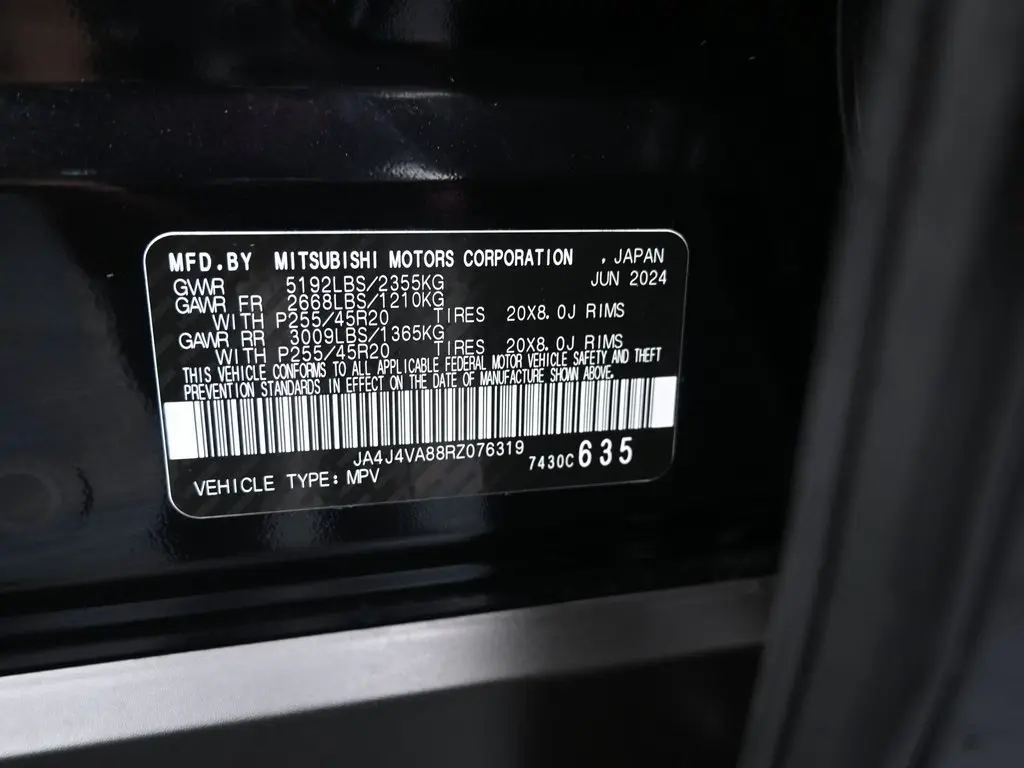 MFD.BY MITSUBISHI MOTORS CORPORATION , JAPAN
GVWR 5192LBS/2355KG JUN 2024
GAWR FR 2668LBS/1210KG
WITH P255/45R20 TIRES 20X8.0J RIMS
GAWR RR 3009LBS/1365KG
WITH P255/45R20 TIRES 20X8.0J RIMS
THIS VEHICLE CONFORMS TO ALL APPLICABLE FEDERAL MOTOR VEHICLE SAFETY AND THEFT
PREVENTION STANDARDS IN EFFECT ON THE DATE OF MANUFACTURE SHOWN ABOVE.
JA4J4VA88RZ076319 7430C 635
VEHICLE TYPE: MPV